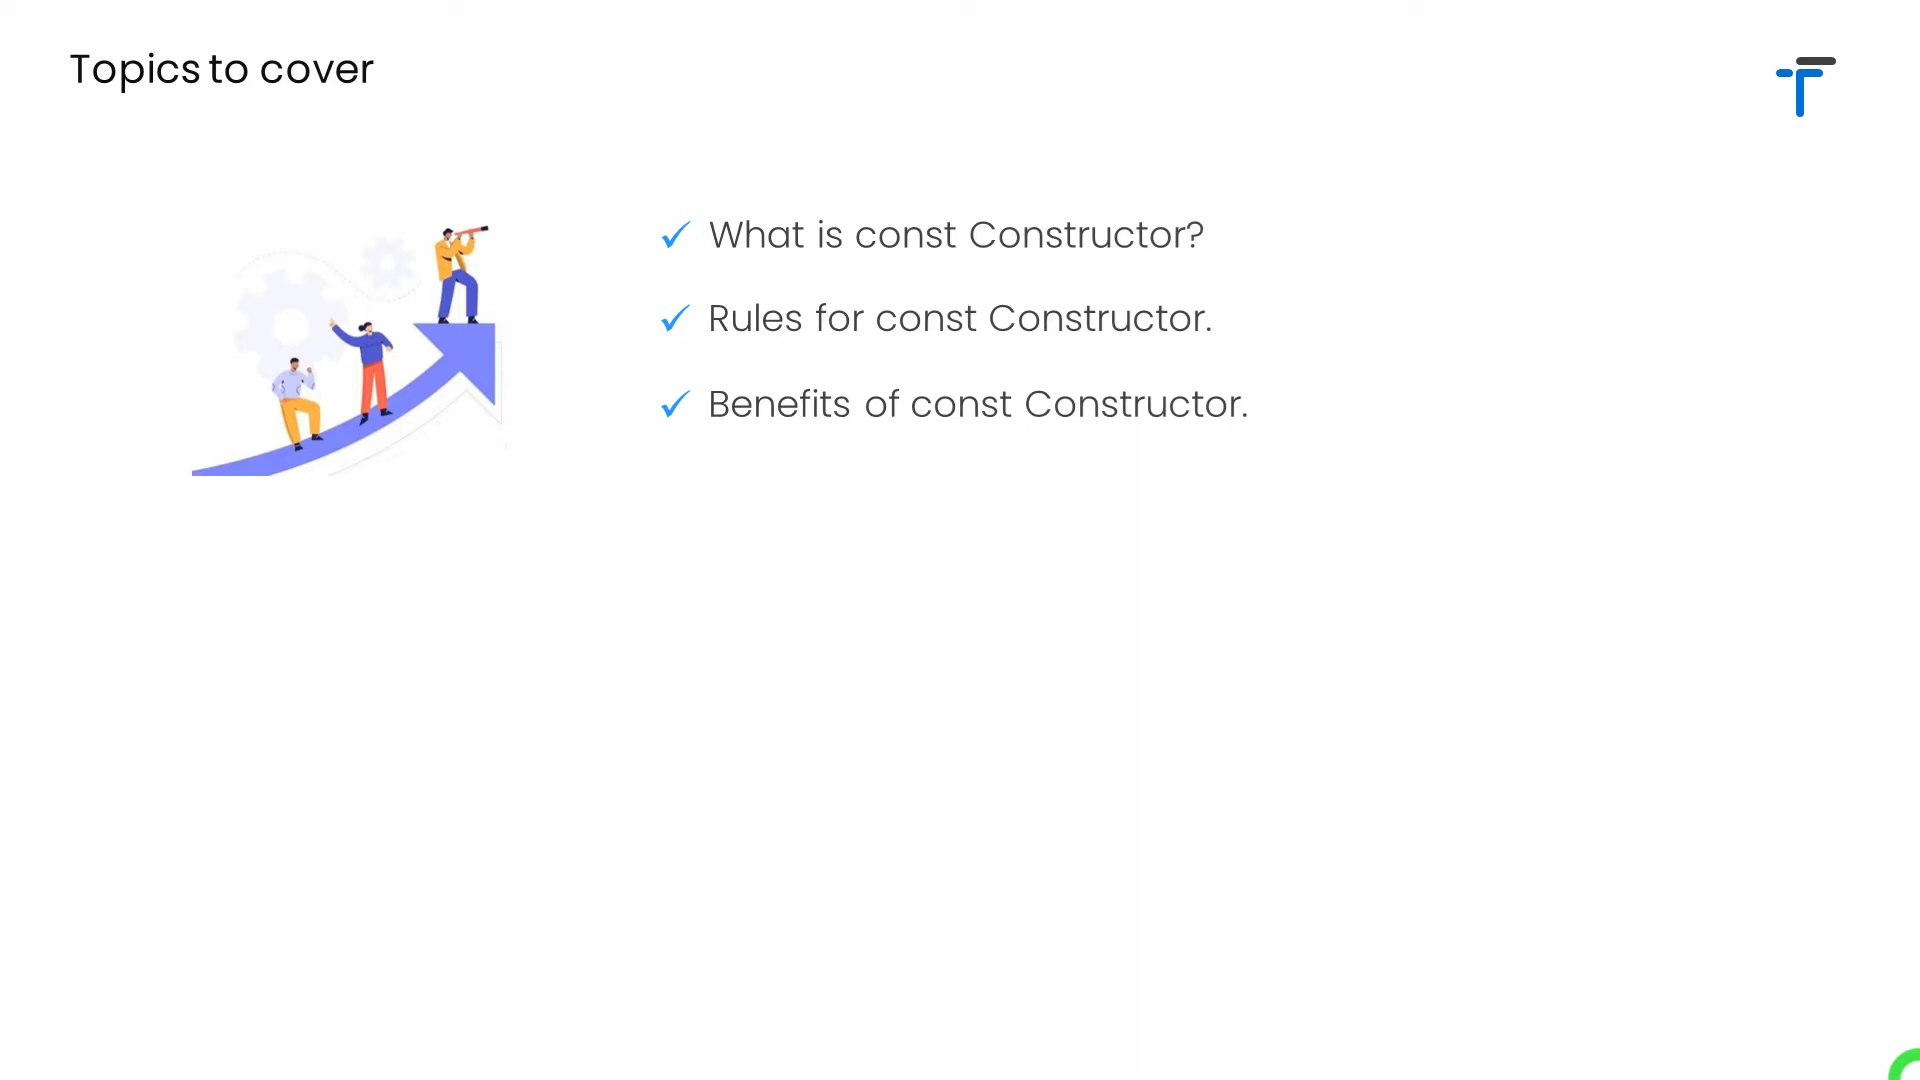 Topics to cover
What is const Constructor?
Rules for const Constructor.
Benefits of const Constructor.